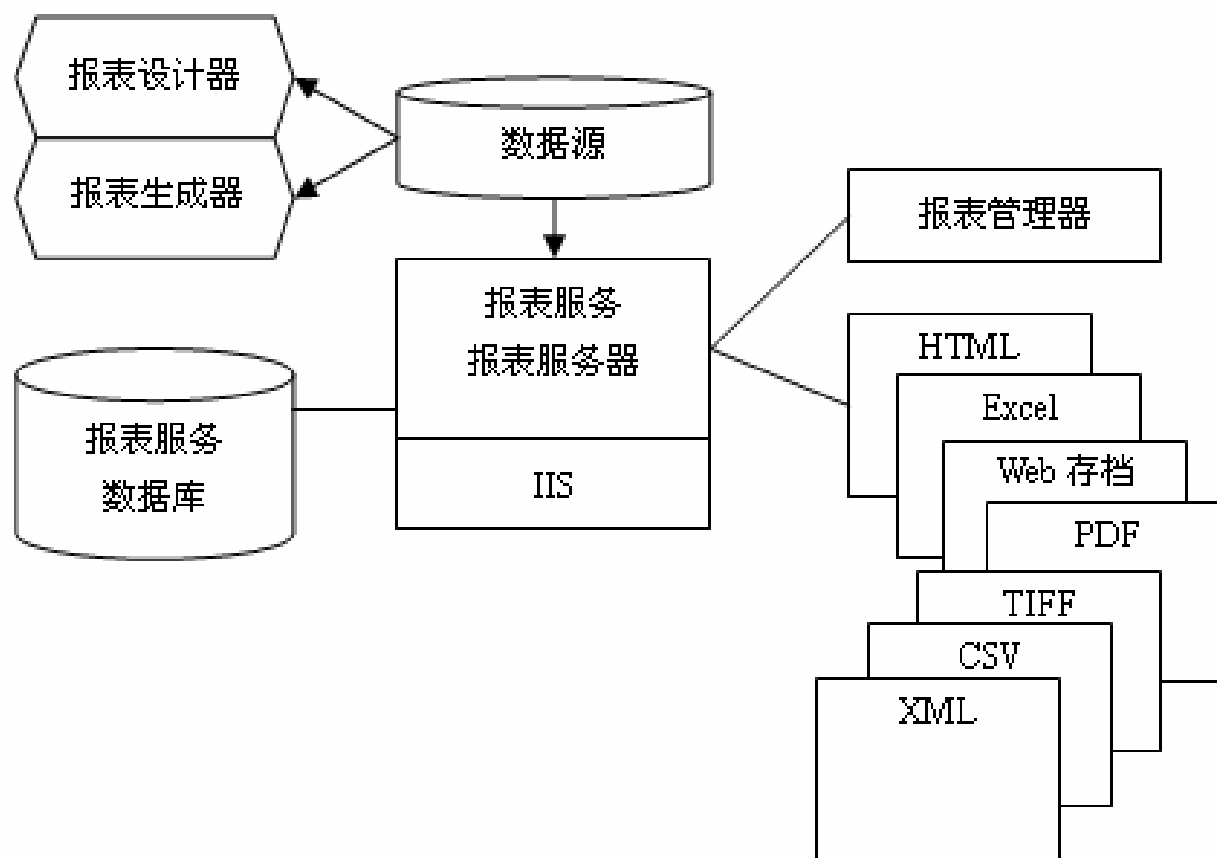 报表设计器
报表生成器
数据源
报表管理器
报表服务
报表服务器
IIS
报表服务
数据库
HTML
Excel
Web 存档
PDF
TIFF
CSV
XML